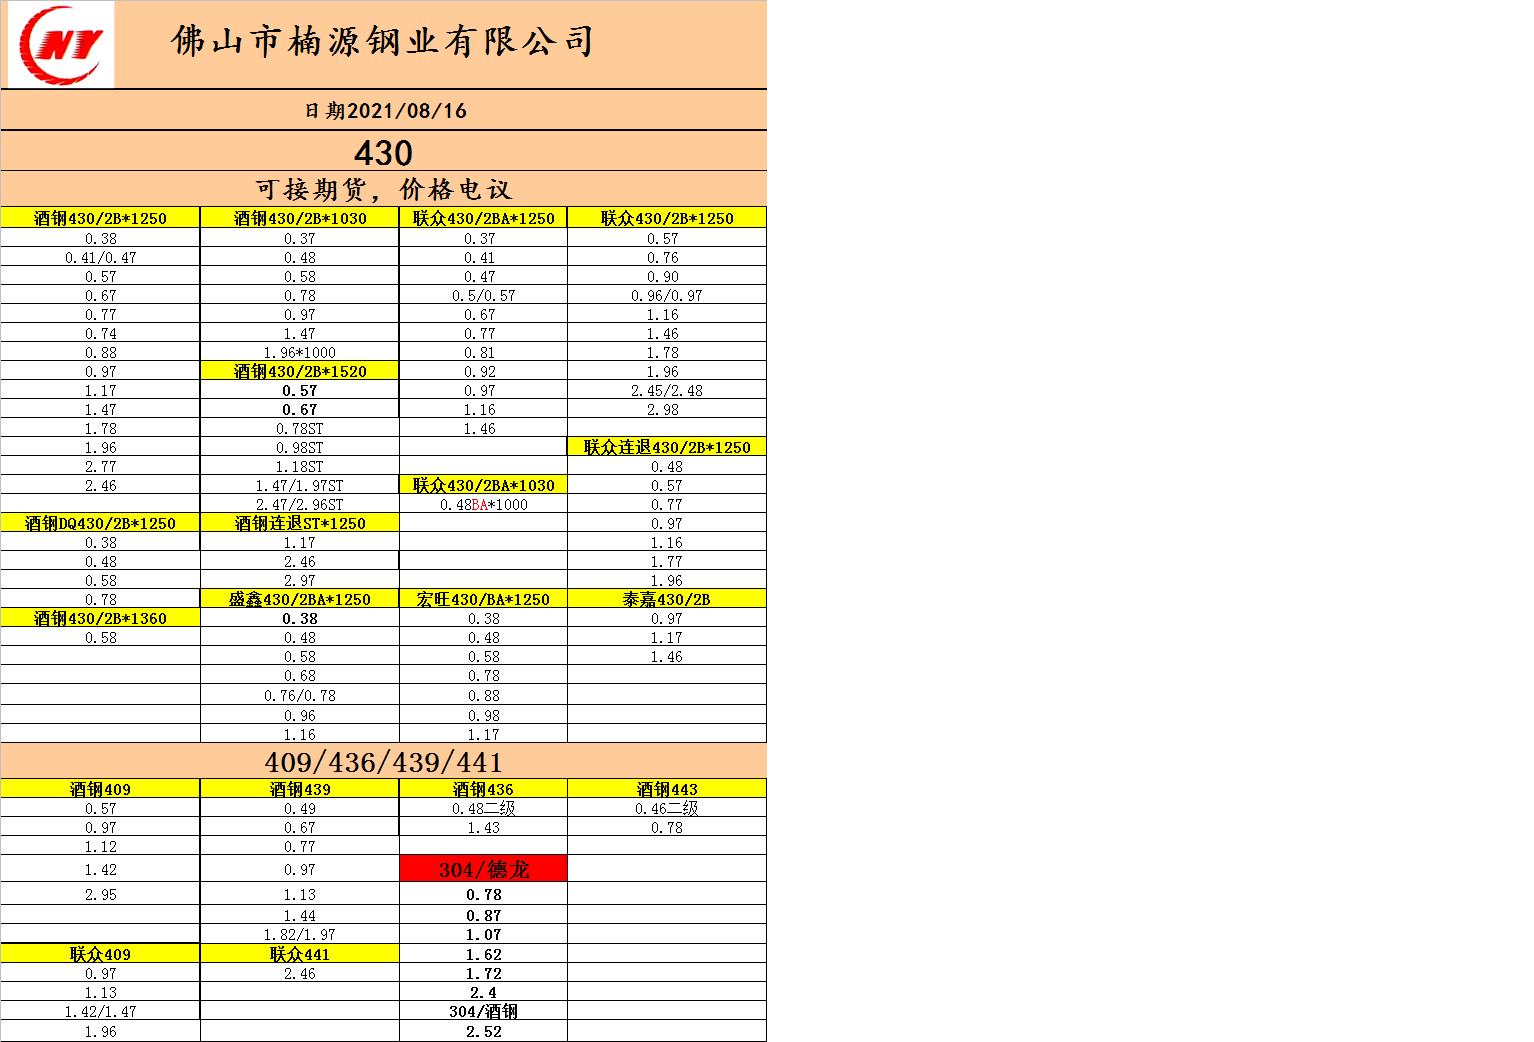 NY
佛山市楠源钢业有限公司
日期2021/08/16
430
可接期货，价格电议
酒钢430/2B*1250 酒钢430/2B*1030 联众430/2BA*1250 联众430/2B*1250
0.38 0.37 0.37 0.57
0.41/0.47 0.48 0.41 0.76
0.57 0.58 0.47 0.90
0.67 0.78 0.5/0.57 0.96/0.97
0.77 0.97 0.67 1.16
0.74 1.47 0.77 1.46
0.88 1.96*1000 0.81 1.78
0.97 酒钢430/2B*1520 0.92 1.96
1.17 0.57 0.97 2.45/2.48
1.47 0.67 1.16 2.98
1.78 0.78ST 1.46
1.96 0.98ST 联众连退430/2B*1250
2.77 1.18ST 0.48
2.46 1.47/1.97ST 联众430/2BA*1030 0.57
2.47/2.96ST 0.48BA*1000 0.77
酒钢DQ430/2B*1250 酒钢连退ST*1250 0.97
0.38 1.17 1.16
0.48 2.46 1.77
0.58 2.97 1.96
0.78 盛鑫430/2BA*1250 宏旺430/BA*1250 泰嘉430/2B
酒钢430/2B*1360 0.38 0.38 0.97
0.58 0.48 0.48 1.17
0.58 0.58 1.46
0.68 0.78
0.76/0.78 0.88
0.96 0.98
1.16 1.17
409/436/439/441
酒钢409 酒钢439 酒钢436 酒钢443
0.57 0.49 0.48二级 0.46二级
0.97 0.67 1.43 0.78
1.12 0.77
1.42 0.97 304/德龙
2.95 1.13 0.78
1.44 0.87
1.82/1.97 1.07
联众409 联众441 1.62
0.97 2.46 1.72
1.13 2.4
1.42/1.47 304/酒钢
1.96 2.52